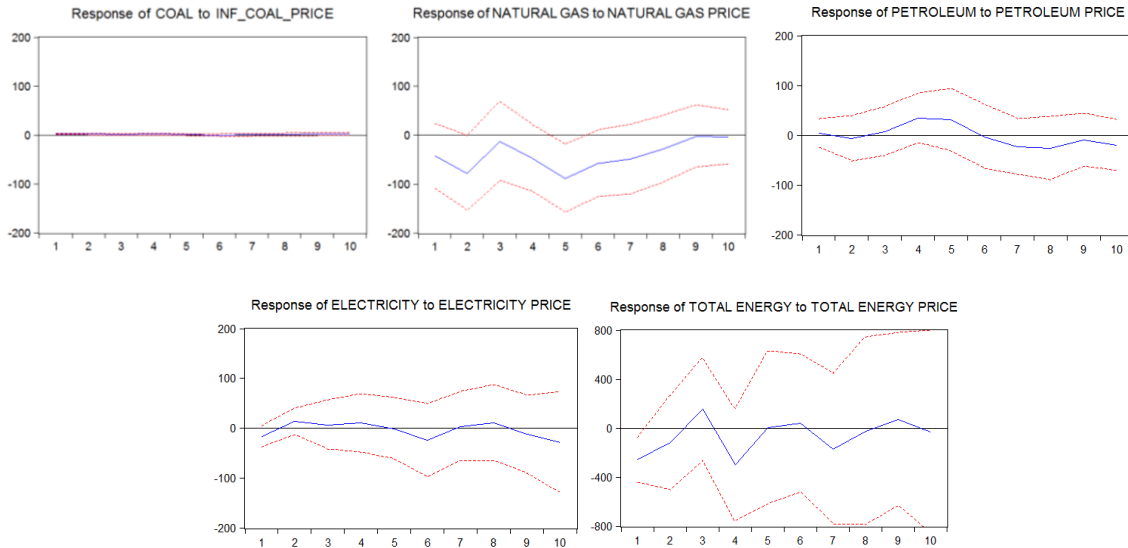 Response of COAL to INF_COAL_PRICE
200
100
0
-100
-200
1 2 3 4 5 6 7 8 9 10
Response of NATURAL GAS to NATURAL GAS PRICE
200
100
0
-100
-200
1 2 3 4 5 6 7 8 9 10
Response of PETROLEUM to PETROLEUM PRICE
200
100
0
-100
-200
1 2 3 4 5 6 7 8 9 10
Response of ELECTRICITY to ELECTRICITY PRICE
200
100
0
-100
-200
1 2 3 4 5 6 7 8 9 10
Response of TOTAL ENERGY to TOTAL ENERGY PRICE
800
400
0
-400
-800
1 2 3 4 5 6 7 8 9 10